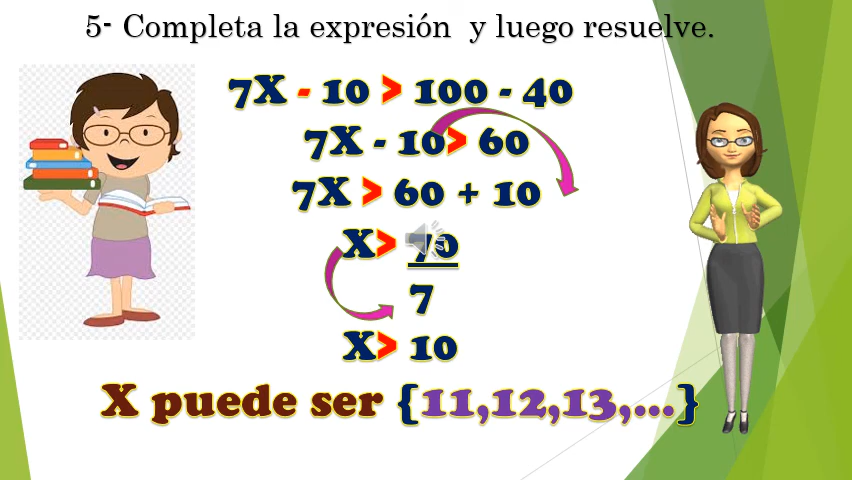 5- Completa la expresión y luego resuelve.
7X - 10 > 100 - 40
7X - 10> 60
7X > 60 + 10
X> 70
7
X> 10
X puede ser {11,12,13,...}